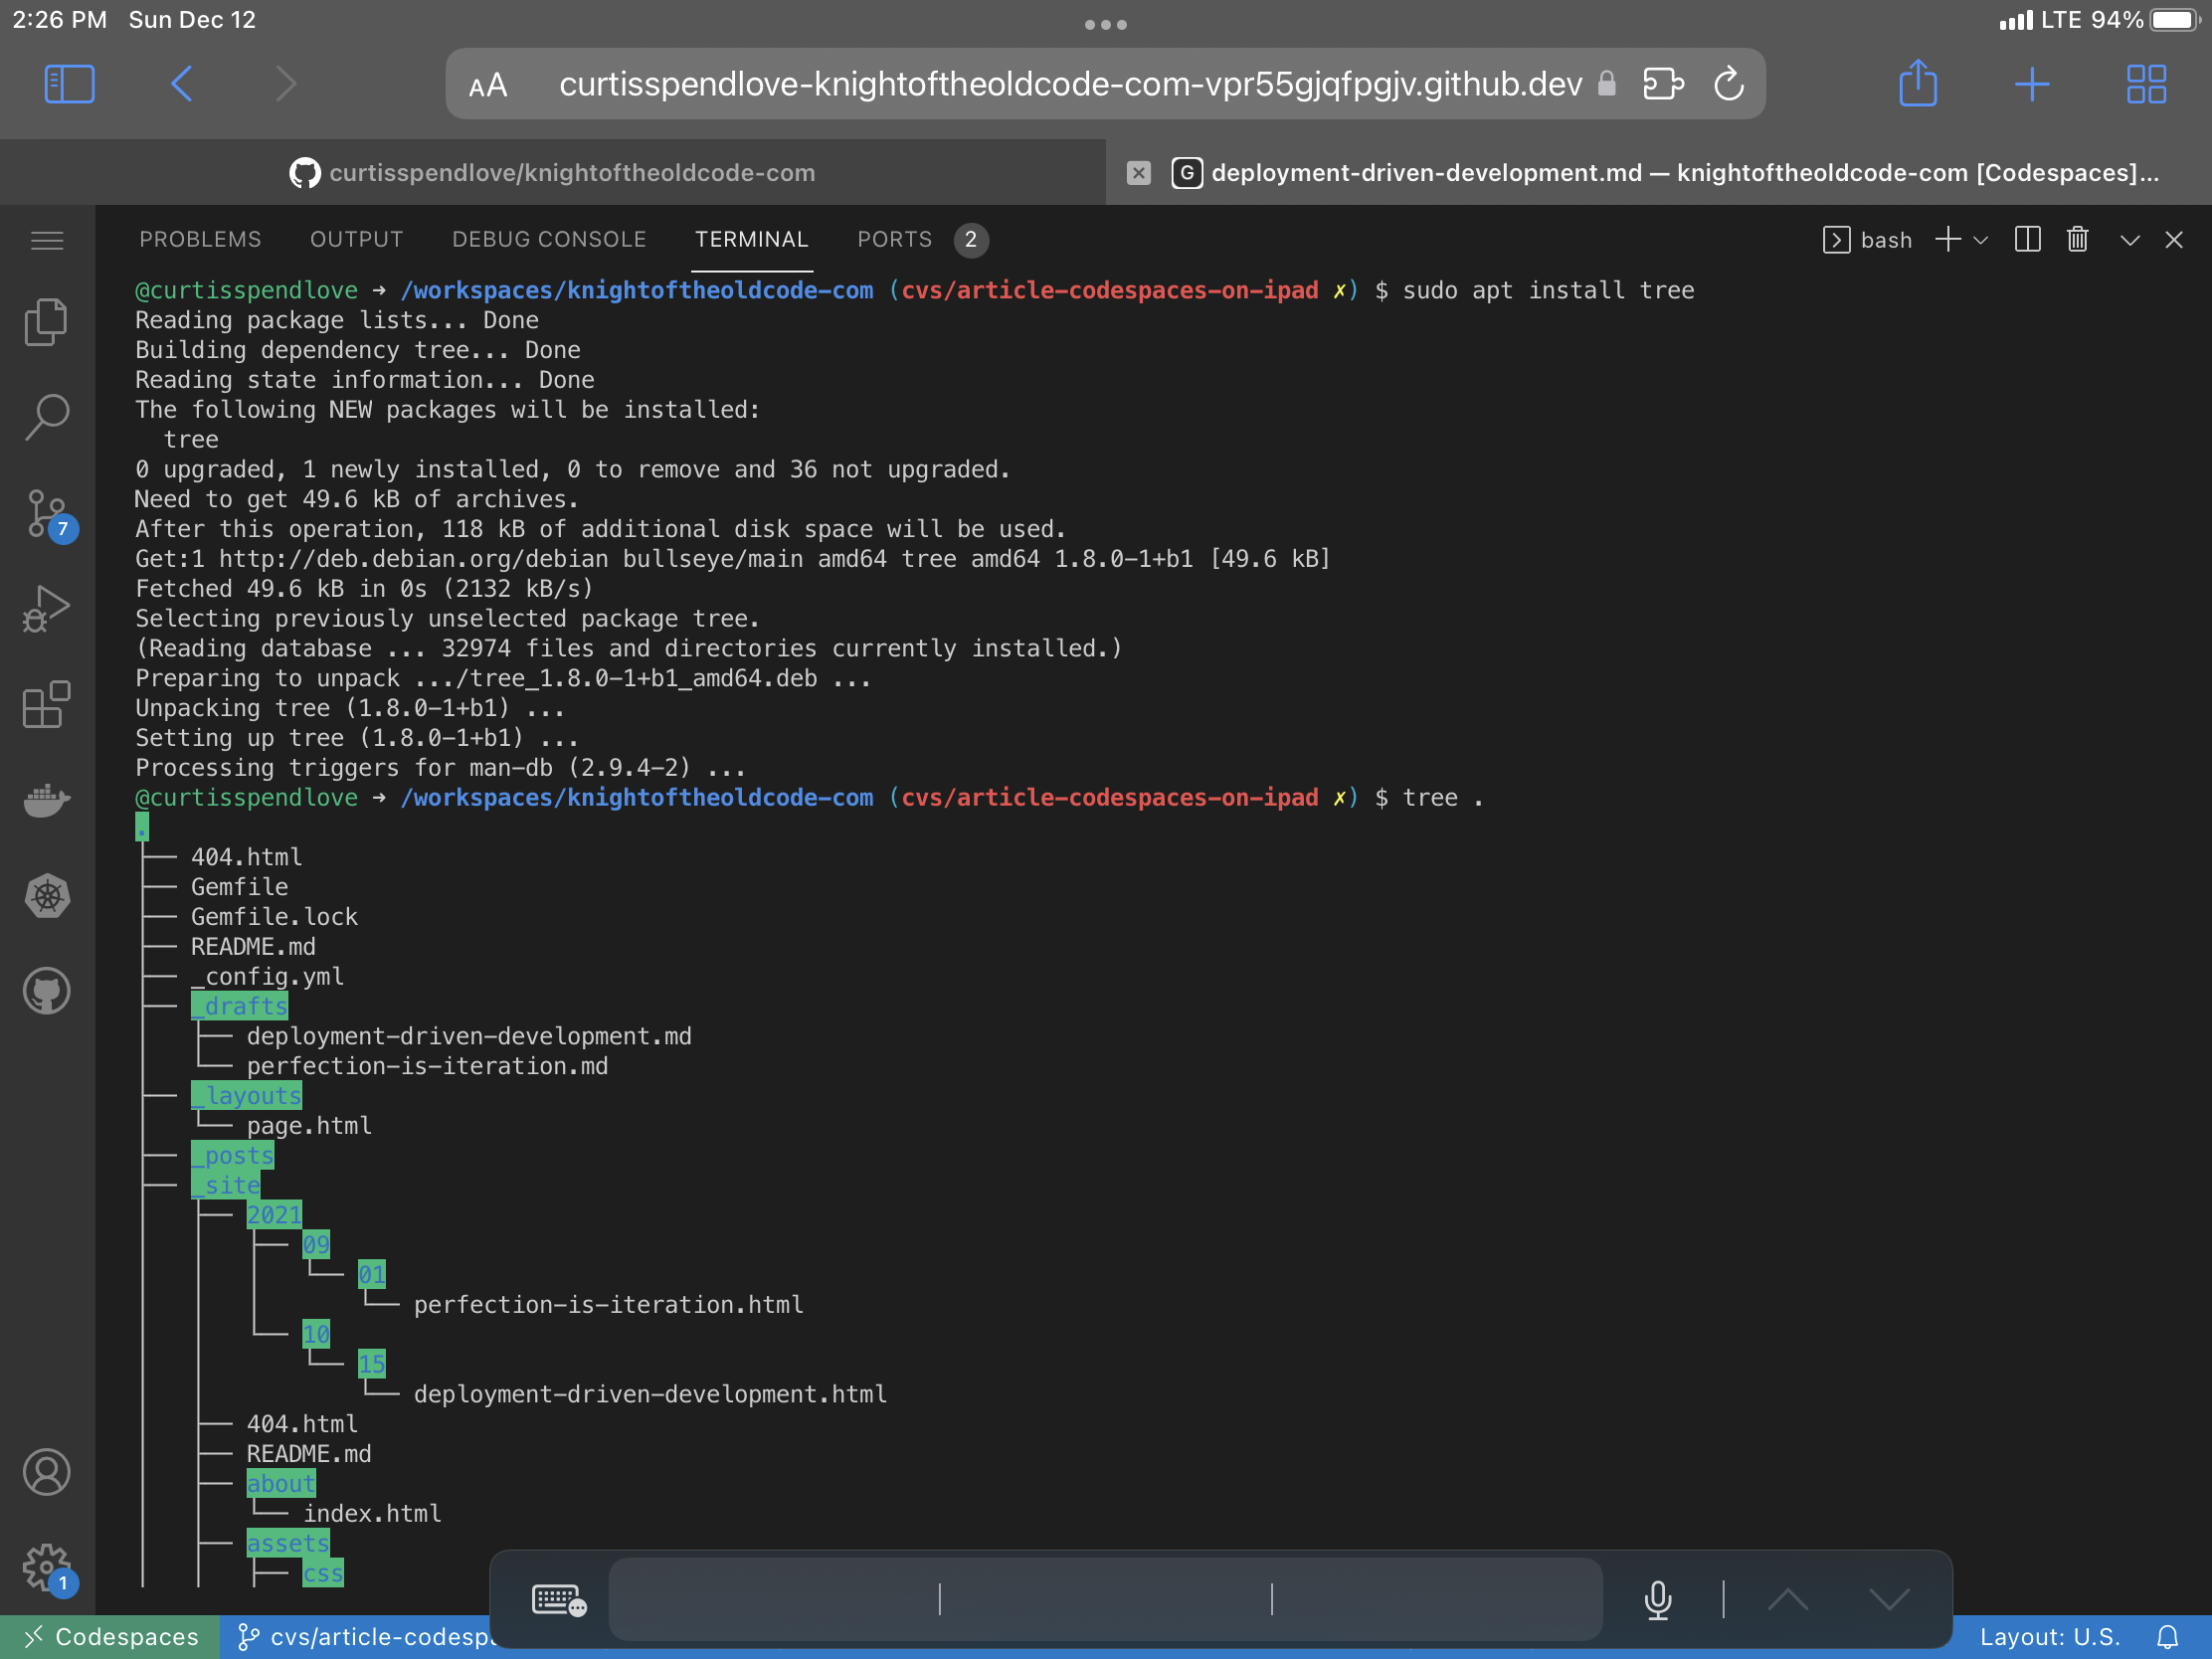 2:26 PM Sun Dec 12
LTE 94%
AA curtisspendlove-knightoftheoldcode-com-vpr55gjqfpgjv.github.dev
curtisspendlove/knightoftheoldcode-com
G deployment-driven-development.md — knightoftheoldcode-com [Codespaces]...
PROBLEMS OUTPUT DEBUG CONSOLE TERMINAL PORTS 2
bash
@curtisspendlove → /workspaces/knightoftheoldcode-com (cvs/article-codespaces-on-ipad ✗) $ sudo apt install tree
Reading package lists... Done
Building dependency tree... Done
Reading state information... Done
The following NEW packages will be installed:
  tree
0 upgraded, 1 newly installed, 0 to remove and 36 not upgraded.
Need to get 49.6 kB of archives.
After this operation, 118 kB of additional disk space will be used.
Get:1 http://deb.debian.org/debian bullseye/main amd64 tree amd64 1.8.0-1+b1 [49.6 kB]
Fetched 49.6 kB in 0s (2132 kB/s)
Selecting previously unselected package tree.
(Reading database ... 32974 files and directories currently installed.)
Preparing to unpack .../tree_1.8.0-1+b1_amd64.deb ...
Unpacking tree (1.8.0-1+b1) ...
Setting up tree (1.8.0-1+b1) ...
Processing triggers for man-db (2.9.4-2) ...
@curtisspendlove → /workspaces/knightoftheoldcode-com (cvs/article-codespaces-on-ipad ✗) $ tree .
.
├── 404.html
├── Gemfile
├── Gemfile.lock
├── README.md
├── _config.yml
├── _drafts
│   ├── deployment-driven-development.md
│   └── perfection-is-iteration.md
├── _layouts
│   └── page.html
├── _posts
├── _site
│   ├── 2021
│   │   ├── 09
│   │   │   └── 01
│   │   │       └── perfection-is-iteration.html
│   │   └── 10
│   │       └── 15
│   │           └── deployment-driven-development.html
│   ├── 404.html
│   ├── README.md
│   ├── about
│   │   └── index.html
│   ├── assets
│   │   ├── css
7
1
Codespaces cvs/article-codesp
Layout: U.S.